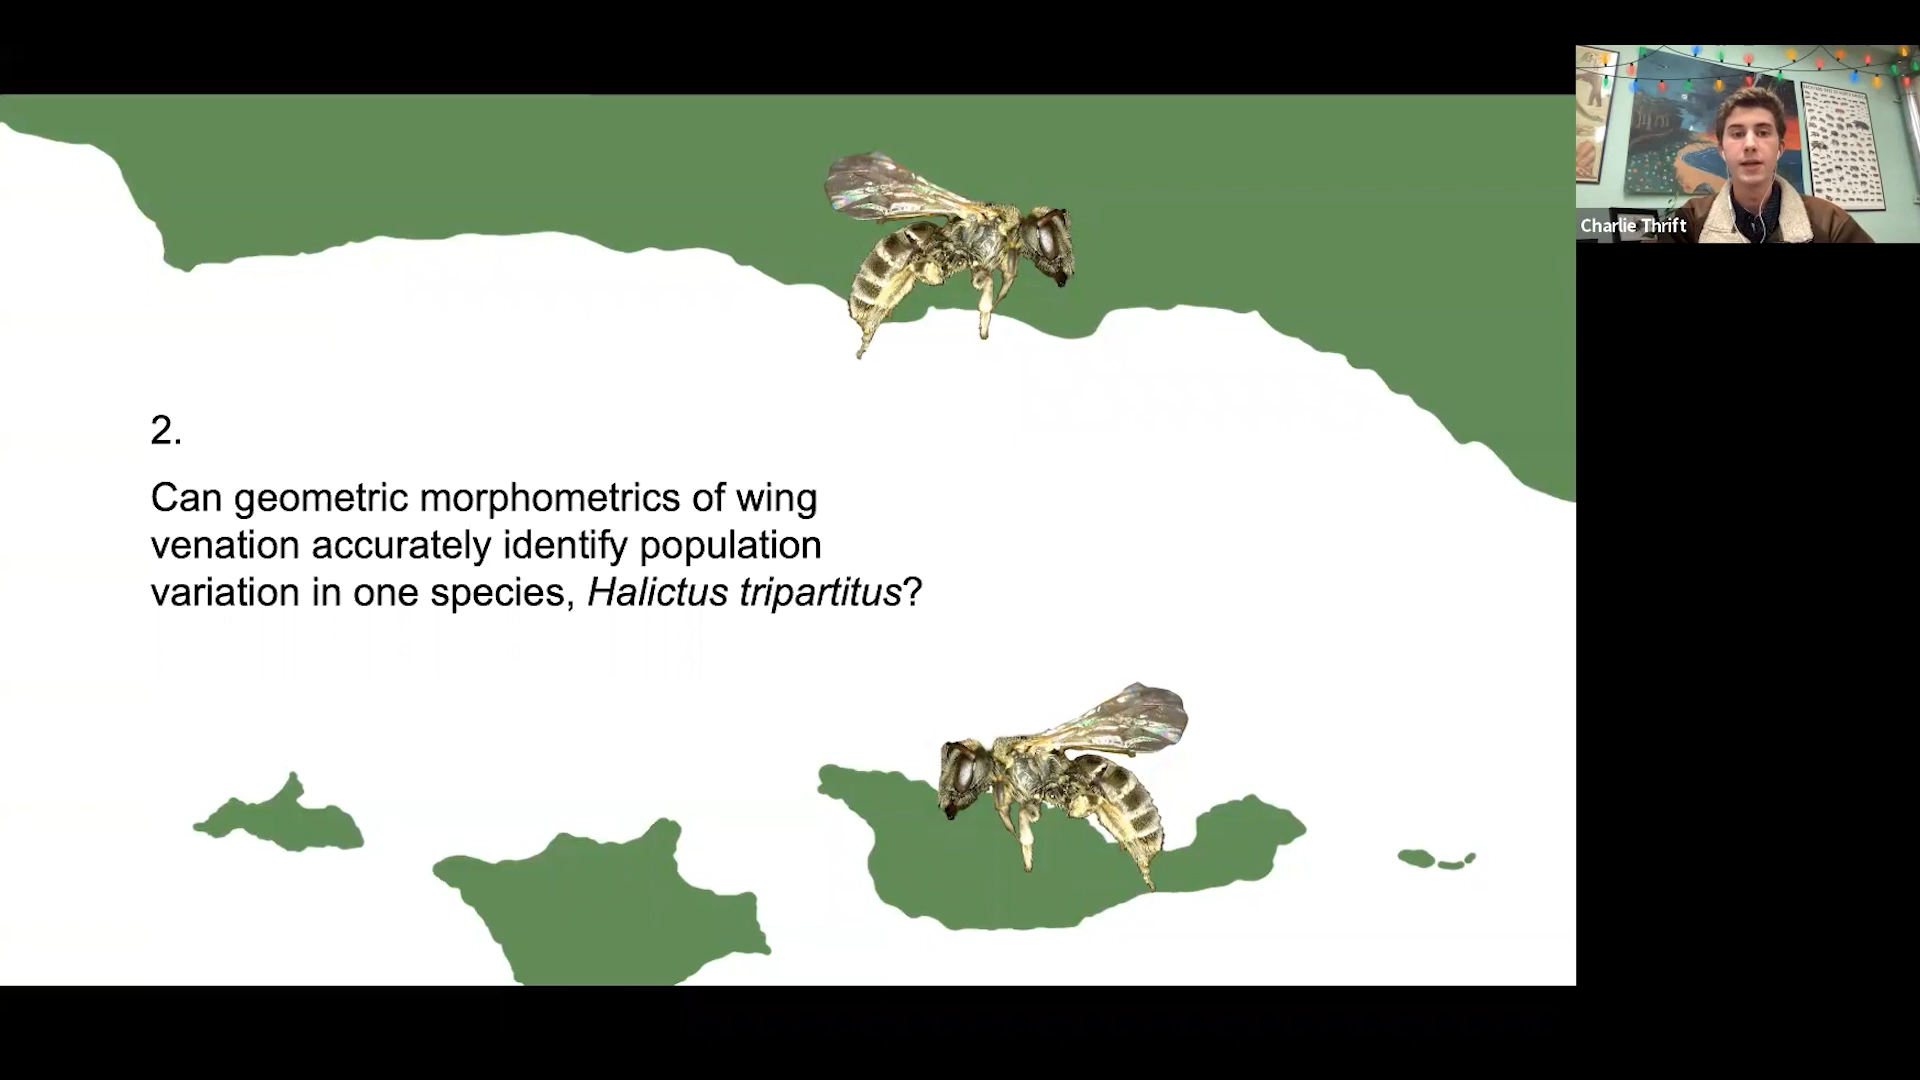 2.
Can geometric morphometrics of wing
venation accurately identify population
variation in one species, Halictus tripartitus?
Charlie Thrift